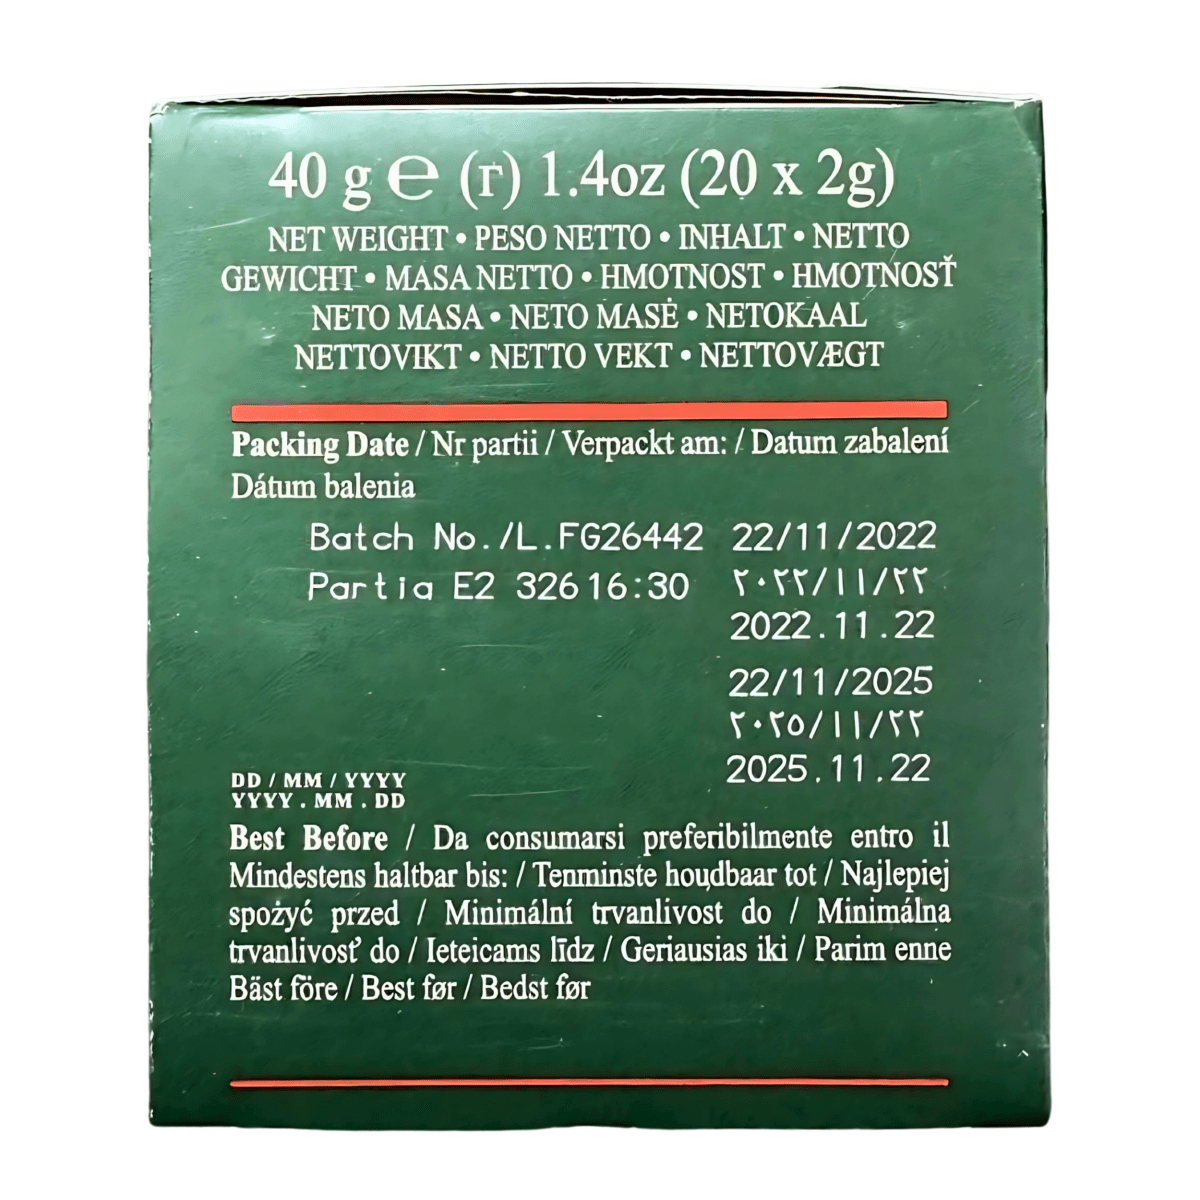 40 g ℮ (r) 1.4oz (20 x 2g)
NET WEIGHT • PESO NETTO • INHALT • NETTO
GEWICHT • MASA NETTO • HMOTNOST • HMOTNOSŤ
NETO MASA • NETO MASĖ • NETOKAAL
NETTOVIKT • NETTO VEKT • NETTOVÆGT
Packing Date / Nr partii / Verpackt am: / Datum zabalení
Dátum balenia
Batch No./L.FG26442 22/11/2022
Partia E2 326 16:30 ٢٠٢٢/١١/٢٢
2022.11.22
22/11/2025
٢٠٢٥/١١/٢٢
2025.11.22
DD / MM / YYYY
YYYY . MM . DD
Best Before / Da consumarsi preferibilmente entro il
Mindestens haltbar bis: / Tenminste houdbaar tot / Najlepiej
spożyć przed / Minimální trvanlivost do / Minimálna
trvanlivosť do / Ieteicams līdz / Geriausias iki / Parim enne
Bäst före / Best før / Bedst før